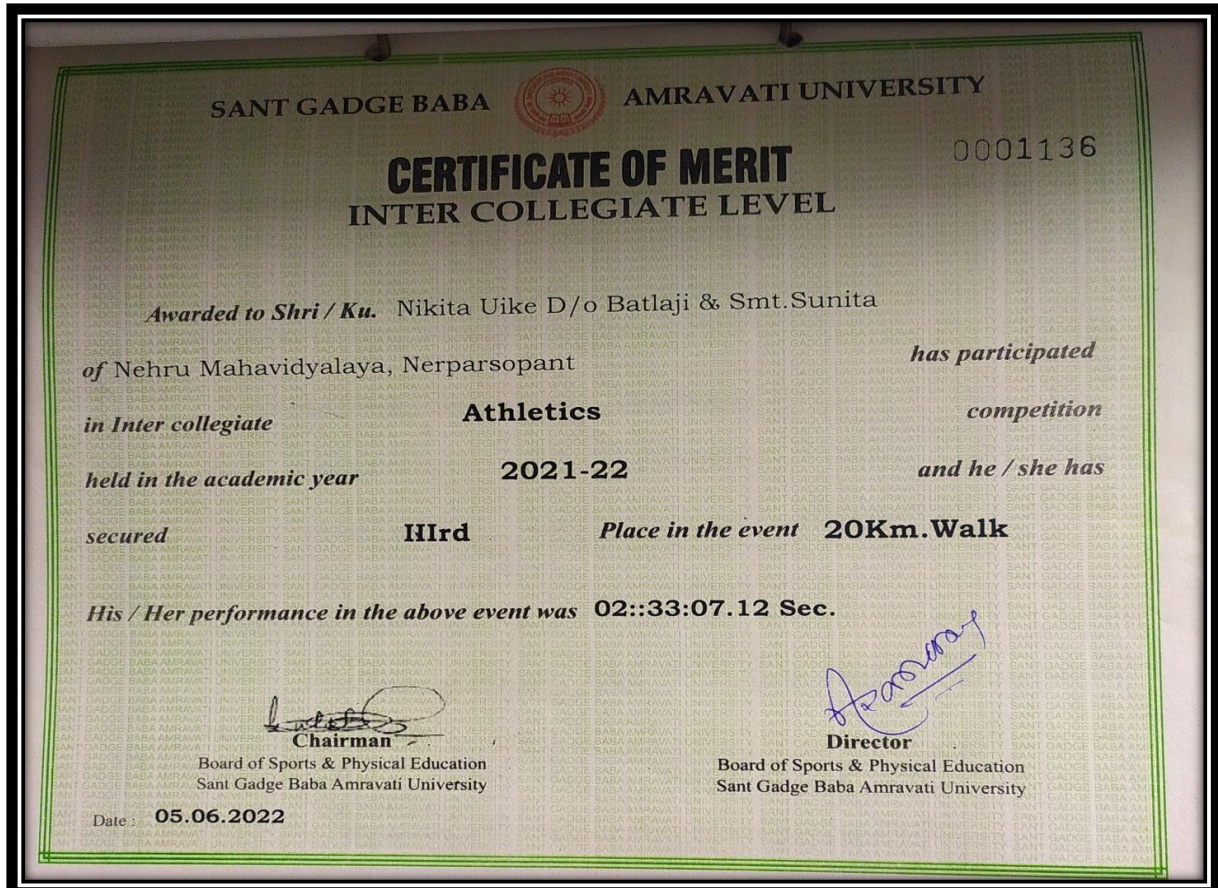 SANT GADGE BABA AMRAVATI UNIVERSITY
0001136
CERTIFICATE OF MERIT
INTER COLLEGIATE LEVEL
Awarded to Shri / Ku. Nikita Uike D/o Batlaji & Smt.Sunita
of Nehru Mahavidyalaya, Nerparsopant has participated
in Inter collegiate Athletics competition
held in the academic year 2021-22 and he / she has
secured IIIrd Place in the event 20Km.Walk
His / Her performance in the above event was 02::33:07.12 Sec.
Chairman Director
Board of Sports & Physical Education Board of Sports & Physical Education
Sant Gadge Baba Amravati University Sant Gadge Baba Amravati University
Date : 05.06.2022